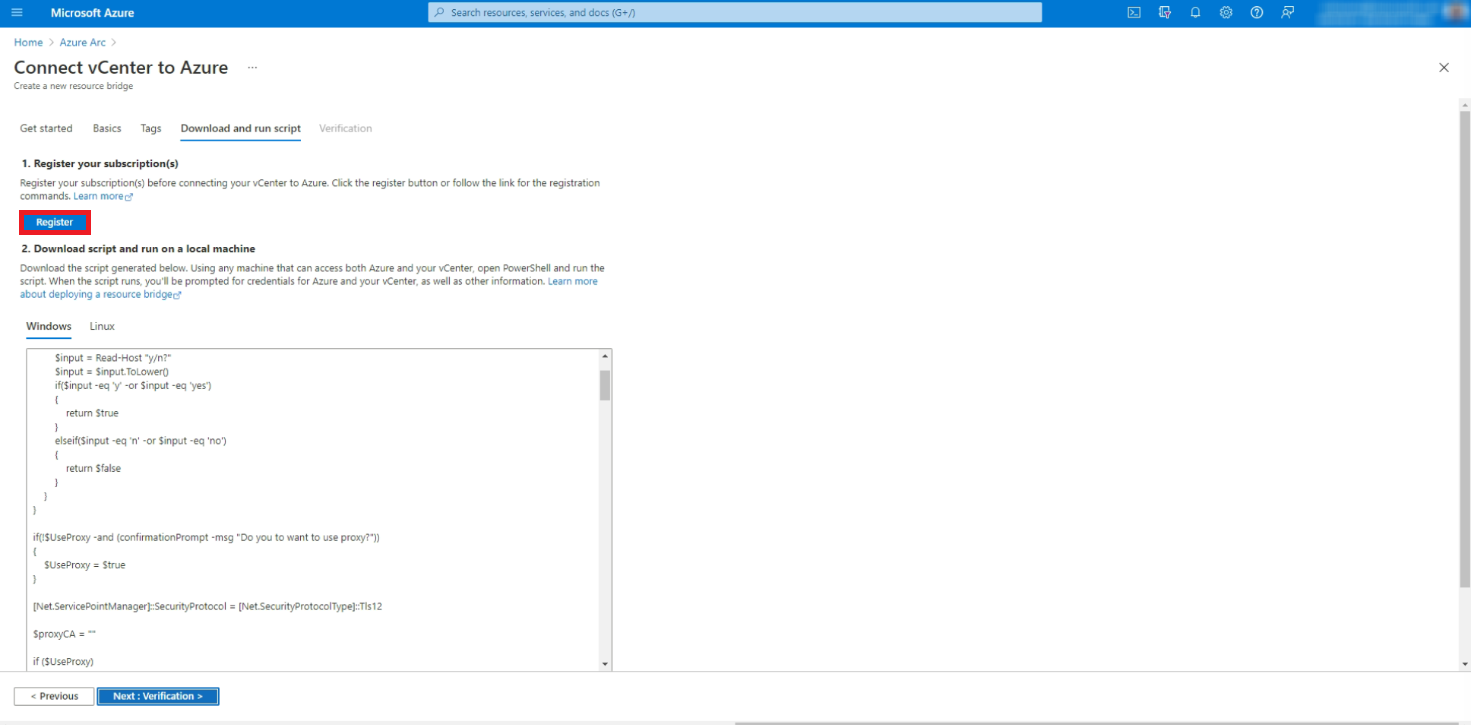 Microsoft Azure
Search resources, services, and docs (G+/)
Home > Azure Arc >
Connect vCenter to Azure ...
Create a new resource bridge
Get started Basics Tags Download and run script Verification
1. Register your subscription(s)
Register your subscription(s) before connecting your vCenter to Azure. Click the register button or follow the link for the registration
commands. Learn more
Register
2. Download script and run on a local machine
Download the script generated below. Using any machine that can access both Azure and your vCenter, open PowerShell and run the
script. When the script runs, you'll be prompted for credentials for Azure and your vCenter, as well as other information. Learn more
about deploying a resource bridge
Windows Linux
$input = Read-Host "y/n?"
$input = $input.ToLower()
if($input -eq 'y' -or $input -eq 'yes')
{
return $true
}
elseif($input -eq 'n' -or $input -eq 'no')
{
return $false
}
}
}
if(!$UseProxy -and (confirmationPrompt -msg "Do you to want to use proxy?"))
{
$UseProxy = $true
}
[Net.ServicePointManager]::SecurityProtocol = [Net.SecurityProtocolType]::Tls12
$proxyCA = ""
if ($UseProxy)
< Previous
Next : Verification >